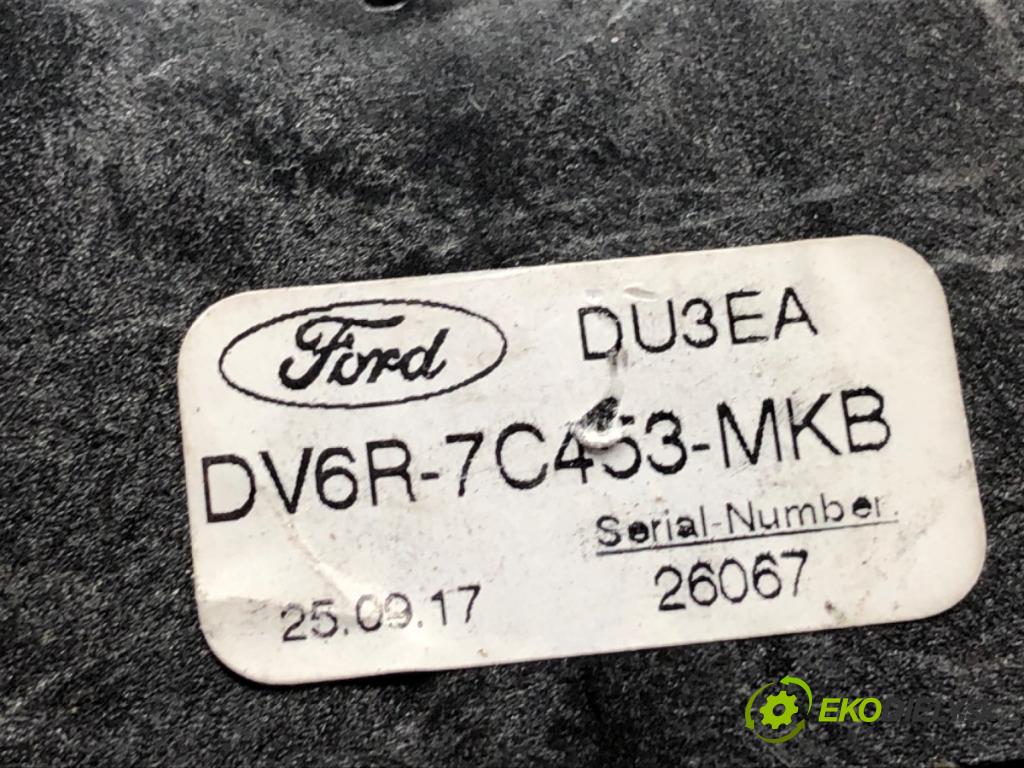 Ford DU3EA
DV6R-7C453-MKB
Serial-Number.
25.09.17 26067